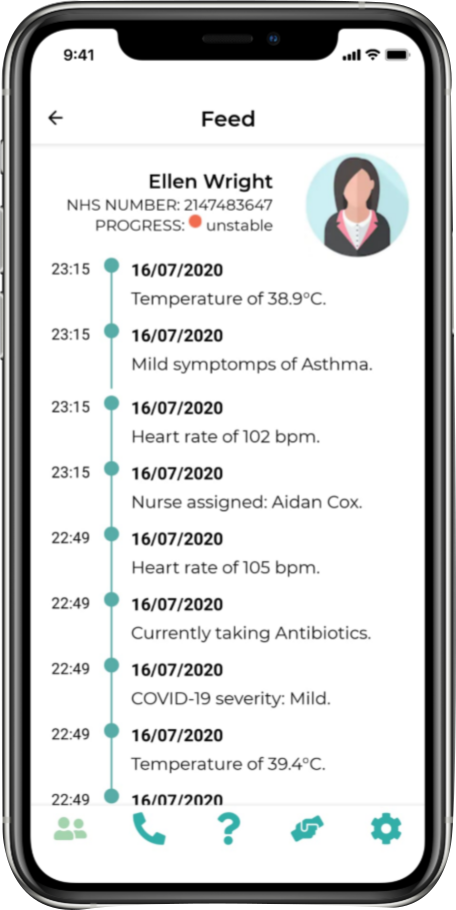 9:41
Feed
Ellen Wright
NHS NUMBER: 2147483647
PROGRESS: unstable
23:15 16/07/2020
Temperature of 38.9°C.
23:15 16/07/2020
Mild symptomps of Asthma.
23:15 16/07/2020
Heart rate of 102 bpm.
23:15 16/07/2020
Nurse assigned: Aidan Cox.
22:49 16/07/2020
Heart rate of 105 bpm.
22:49 16/07/2020
Currently taking Antibiotics.
22:49 16/07/2020
COVID-19 severity: Mild.
22:49 16/07/2020
Temperature of 39.4°C.
22:49 16/07/2020
?